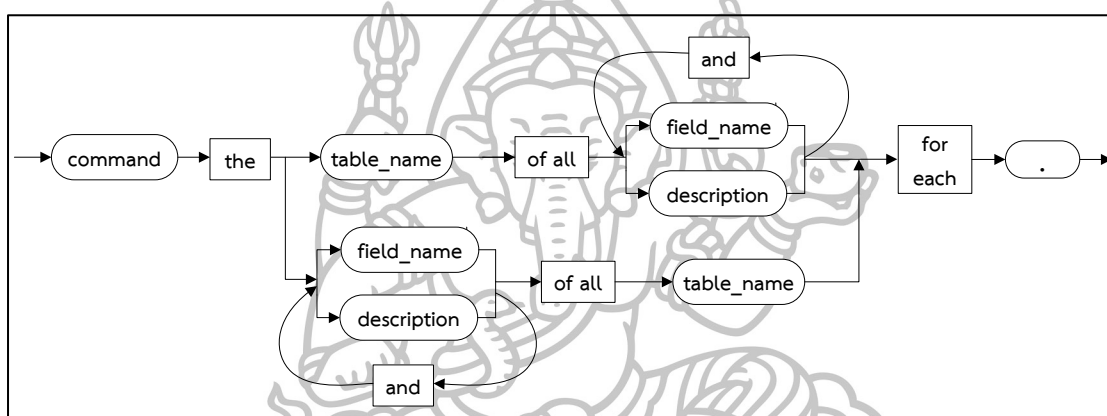 and
field_name
command
the
table_name
of all
description
for
each
.
field_name
description
of all
table_name
and